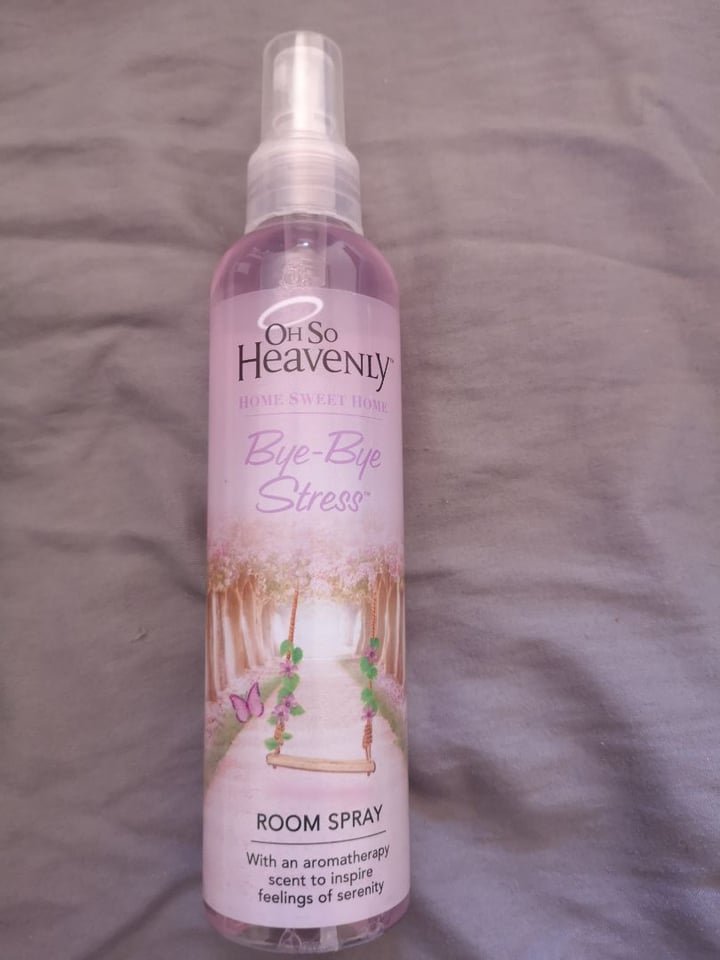 OH SO
HEAVENLY™
HOME SWEET HOME
Bye-Bye
Stress™
ROOM SPRAY
With an aromatherapy
scent to inspire
feelings of serenity